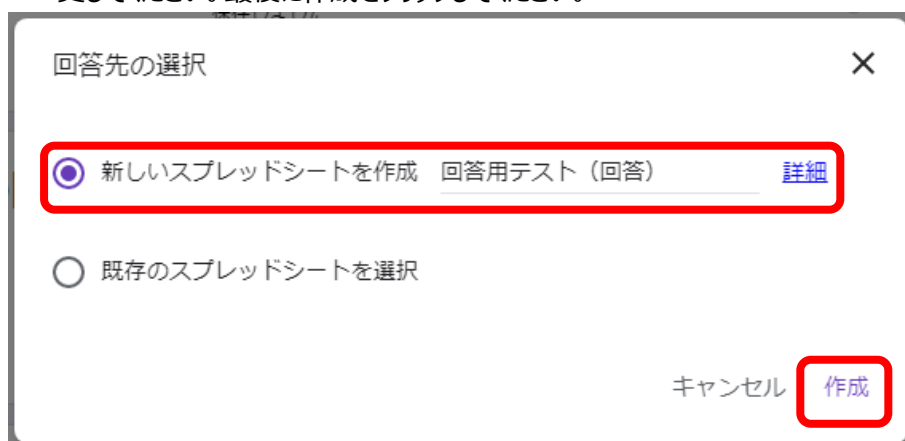 回答先の選択
新しいスプレッドシートを作成 回答用テスト（回答） 詳細
既存のスプレッドシートを選択
キャンセル 作成